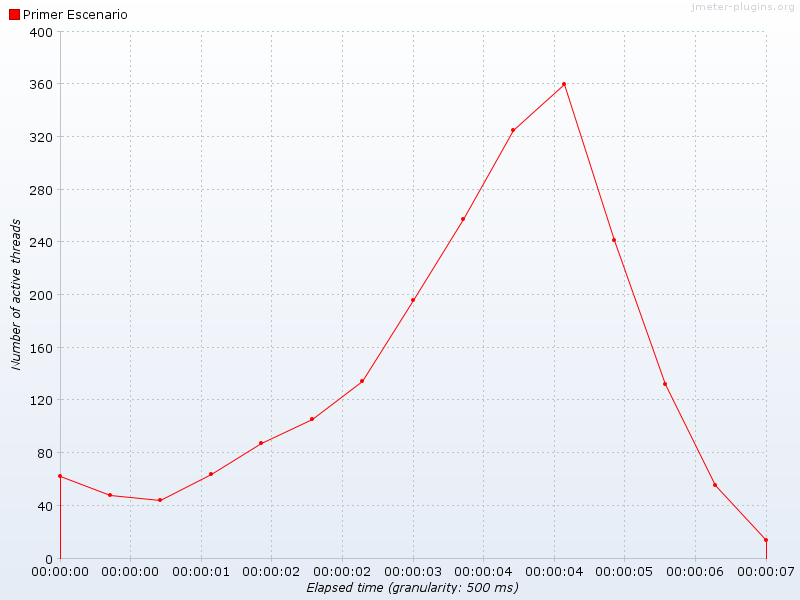 jmeter-plugins.org
Primer Escenario
400
360
320
280
240
200
160
120
80
40
0
Number of active threads
00:00:00 00:00:00 00:00:01 00:00:02 00:00:02 00:00:03 00:00:04 00:00:04 00:00:05 00:00:06 00:00:07
Elapsed time (granularity: 500 ms)